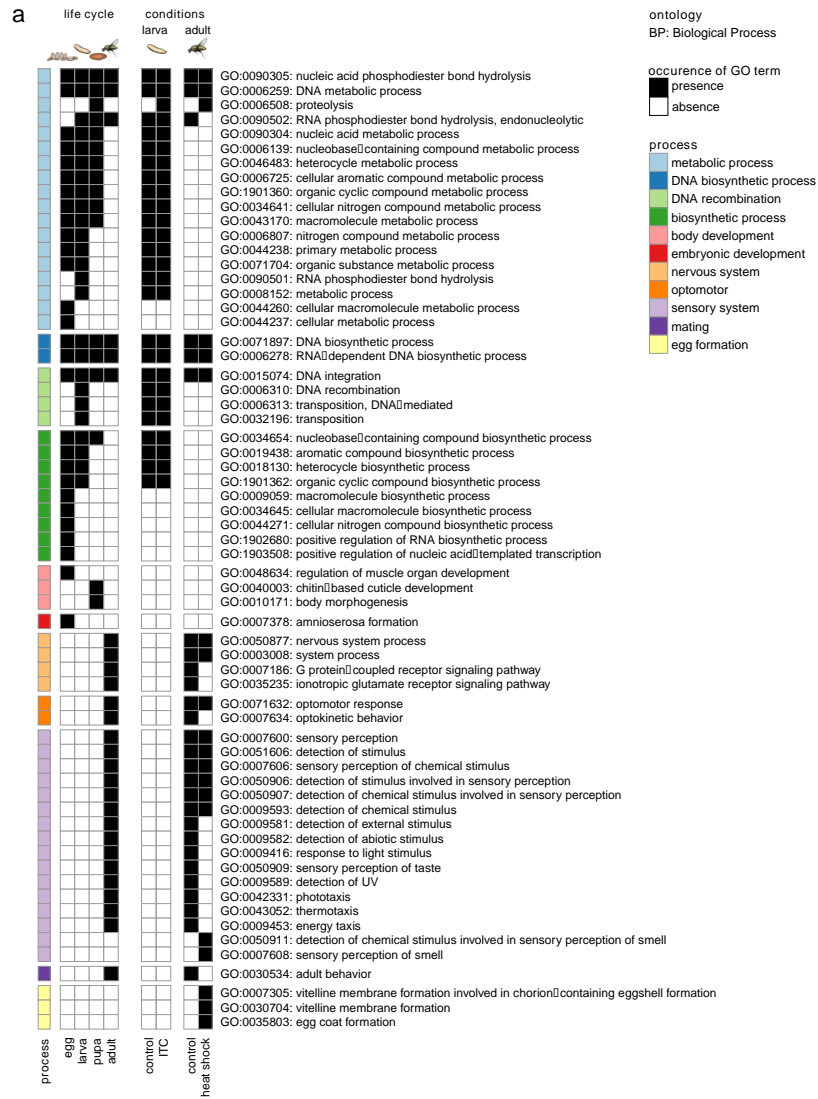 a
life cycle
conditions
larva
adult
GO:0090305: nucleic acid phosphodiester bond hydrolysis
GO:0006259: DNA metabolic process
GO:0006508: proteolysis
GO:0090502: RNA phosphodiester bond hydrolysis, endonucleolytic
GO:0090304: nucleic acid metabolic process
GO:0006139: nucleobase▯containing compound metabolic process
GO:0046483: heterocycle metabolic process
GO:0006725: cellular aromatic compound metabolic process
GO:1901360: organic cyclic compound metabolic process
GO:0034641: cellular nitrogen compound metabolic process
GO:0043170: macromolecule metabolic process
GO:0006807: nitrogen compound metabolic process
GO:0044238: primary metabolic process
GO:0071704: organic substance metabolic process
GO:0090501: RNA phosphodiester bond hydrolysis
GO:0008152: metabolic process
GO:0044260: cellular macromolecule metabolic process
GO:0044237: cellular metabolic process
GO:0071897: DNA biosynthetic process
GO:0006278: RNA▯dependent DNA biosynthetic process
GO:0015074: DNA integration
GO:0006310: DNA recombination
GO:0006313: transposition, DNA▯mediated
GO:0032196: transposition
GO:0034654: nucleobase▯containing compound biosynthetic process
GO:0019438: aromatic compound biosynthetic process
GO:0018130: heterocycle biosynthetic process
GO:1901362: organic cyclic compound biosynthetic process
GO:0009059: macromolecule biosynthetic process
GO:0034645: cellular macromolecule biosynthetic process
GO:0044271: cellular nitrogen compound biosynthetic process
GO:1902680: positive regulation of RNA biosynthetic process
GO:1903508: positive regulation of nucleic acid▯templated transcription
GO:0048634: regulation of muscle organ development
GO:0040003: chitin▯based cuticle development
GO:0010171: body morphogenesis
GO:0007378: amnioserosa formation
GO:0050877: nervous system process
GO:0003008: system process
GO:0007186: G protein▯coupled receptor signaling pathway
GO:0035235: ionotropic glutamate receptor signaling pathway
GO:0071632: optomotor response
GO:0007634: optokinetic behavior
GO:0007600: sensory perception
GO:0051606: detection of stimulus
GO:0007606: sensory perception of chemical stimulus
GO:0050906: detection of stimulus involved in sensory perception
GO:0050907: detection of chemical stimulus involved in sensory perception
GO:0009593: detection of chemical stimulus
GO:0009581: detection of external stimulus
GO:0009582: detection of abiotic stimulus
GO:0009416: response to light stimulus
GO:0050909: sensory perception of taste
GO:0009589: detection of UV
GO:0042331: phototaxis
GO:0043052: thermotaxis
GO:0009453: energy taxis
GO:0050911: detection of chemical stimulus involved in sensory perception of smell
GO:0007608: sensory perception of smell
GO:0030534: adult behavior
GO:0007305: vitelline membrane formation involved in chorion▯containing eggshell formation
GO:0030704: vitelline membrane formation
GO:0035803: egg coat formation
process
egg
larva
pupa
adult
control
ITC
control
heat shock
ontology
BP: Biological Process
occurence of GO term
presence
absence
process
metabolic process
DNA biosynthetic process
DNA recombination
biosynthetic process
body development
embryonic development
nervous system
optomotor
sensory system
mating
egg formation